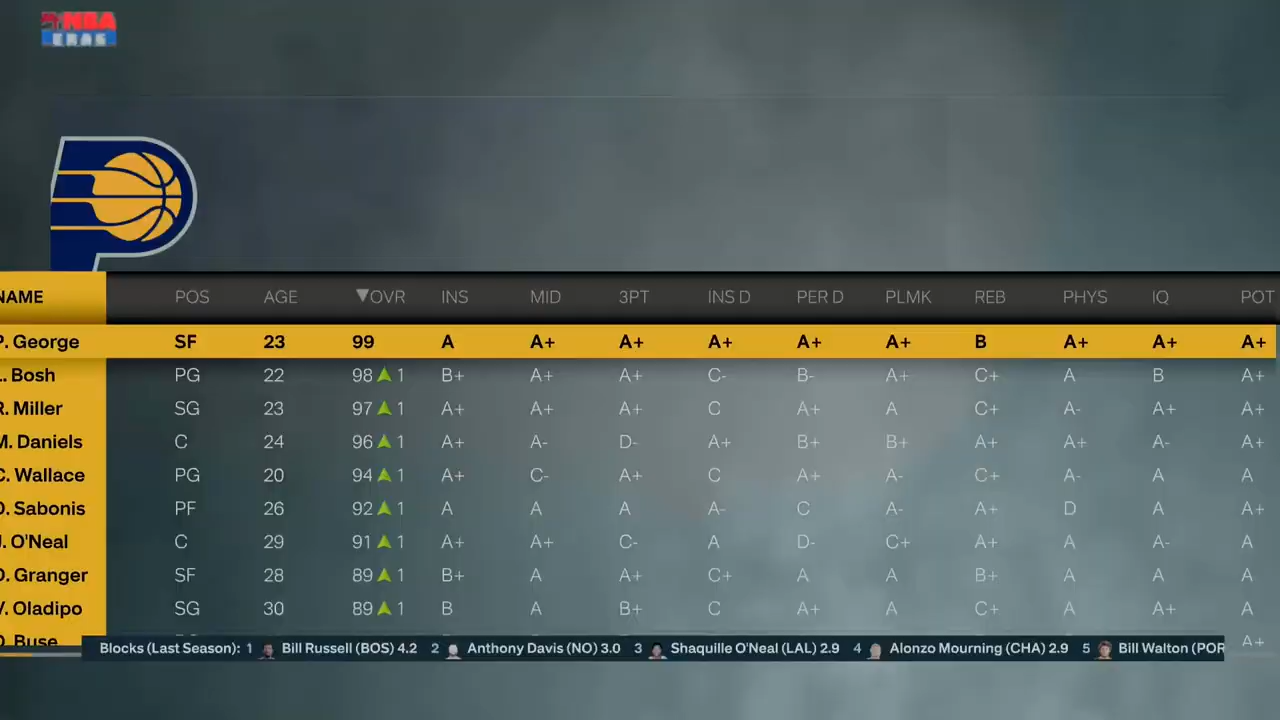 NBA
ERAS
NAME POS AGE ▼OVR INS MID 3PT INS D PER D PLMK REB PHYS IQ POT
P. George SF 23 99 A A+ A+ A+ A+ A+ B A+ A+ A+
. Bosh PG 22 98 ▲ 1 B+ A+ A+ C- B- A+ C+ A B A+
R. Miller SG 23 97 ▲ 1 A+ A+ A+ C A+ A C+ A- A+ A+
M. Daniels C 24 96 ▲ 1 A+ A- D- A+ B+ B+ A+ A+ A- A+
C. Wallace PG 20 94 ▲ 1 A+ C- A+ C A+ A- C+ A- A A+
D. Sabonis PF 26 92 ▲ 1 A A A A- C A- A+ D A A+
J. O'Neal C 29 91 ▲ 1 A+ A+ C- A D- C+ A+ A A- A
D. Granger SF 28 89 ▲ 1 B+ A A+ C+ A A B+ A A A
V. Oladipo SG 30 89 ▲ 1 B A B+ C A+ A C+ A A+ A
D. Buse A+
Blocks (Last Season): 1 Bill Russell (BOS) 4.2 2 Anthony Davis (NO) 3.0 3 Shaquille O'Neal (LAL) 2.9 4 Alonzo Mourning (CHA) 2.9 5 Bill Walton (POR